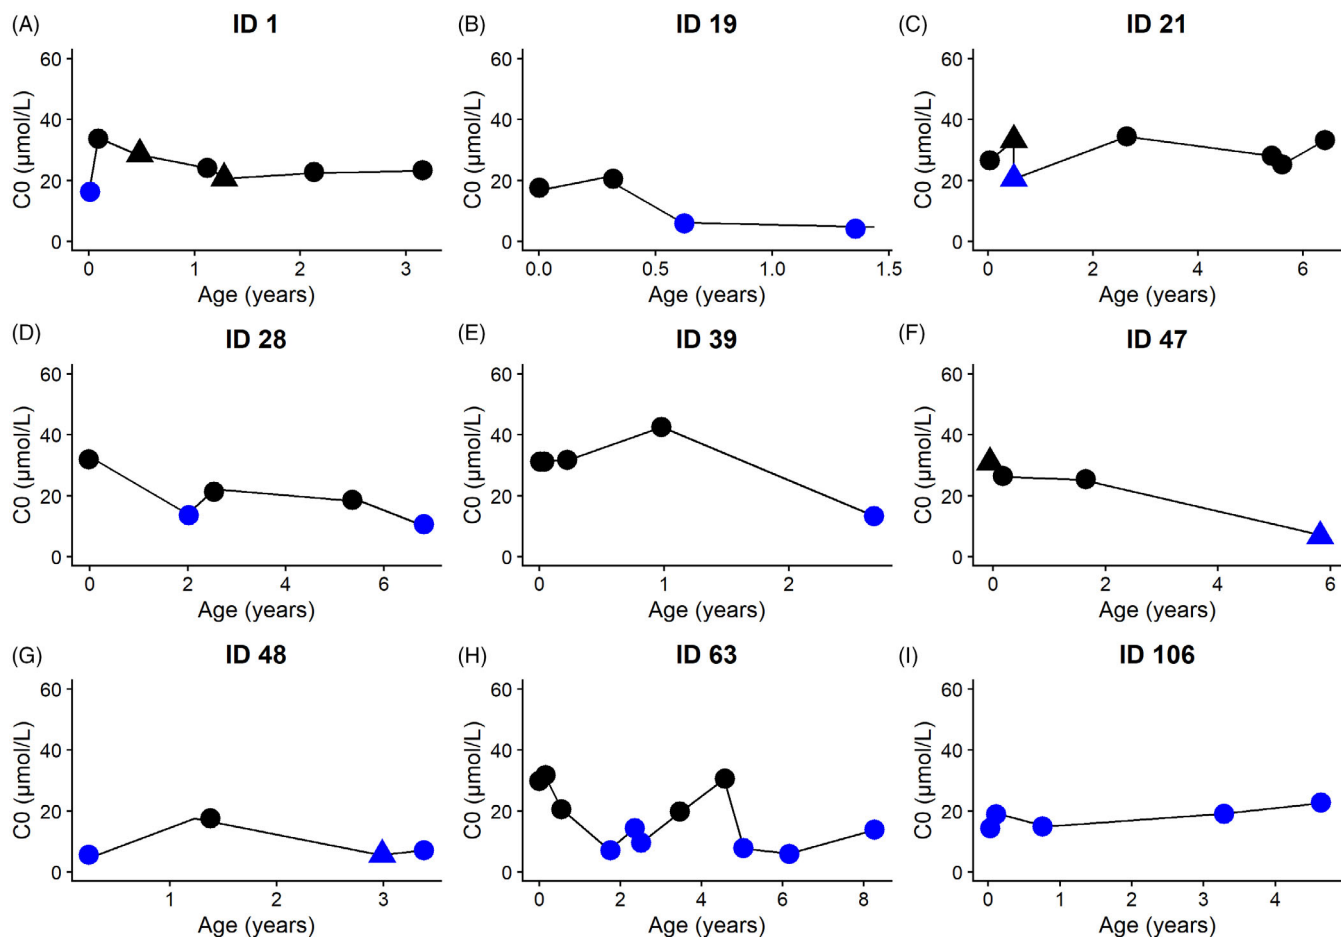 (A) ID 1
60
40
20
0
C0 (µmol/L)
0 1 2 3
Age (years)
(B) ID 19
60
40
20
0
C0 (µmol/L)
0.0 0.5 1.0 1.5
Age (years)
(C) ID 21
60
40
20
0
C0 (µmol/L)
0 2 4 6
Age (years)
(D) ID 28
60
40
20
0
C0 (µmol/L)
0 2 4 6
Age (years)
(E) ID 39
60
40
20
0
C0 (µmol/L)
0 1 2
Age (years)
(F) ID 47
60
40
20
0
C0 (µmol/L)
0 2 4 6
Age (years)
(G) ID 48
60
40
20
0
C0 (µmol/L)
1 2 3
Age (years)
(H) ID 63
60
40
20
0
C0 (µmol/L)
0 2 4 6 8
Age (years)
(I) ID 106
60
40
20
0
C0 (µmol/L)
0 1 2 3 4
Age (years)